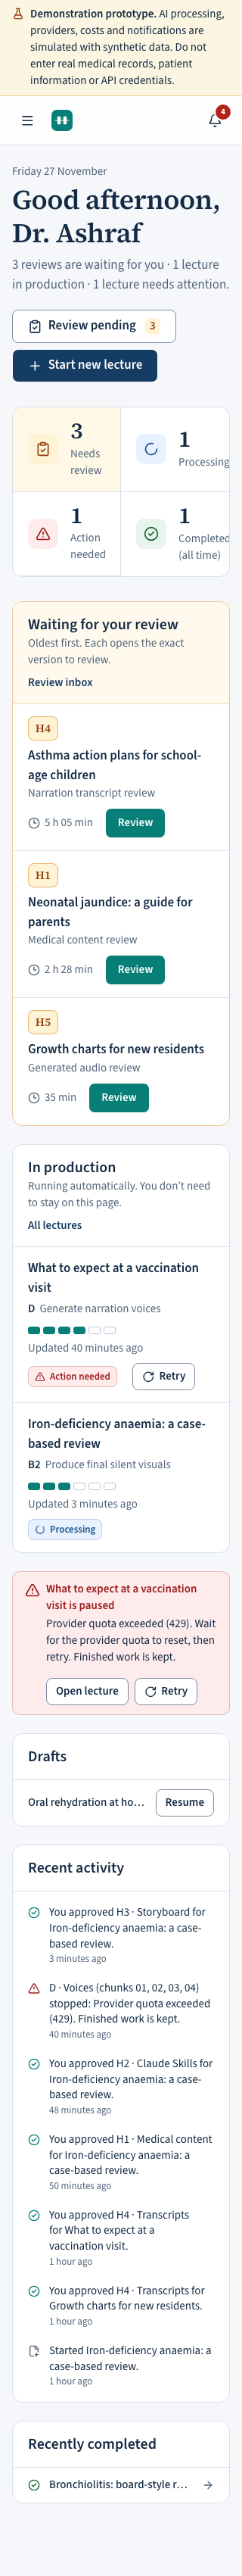 Demonstration prototype. AI processing,
providers, costs and notifications are
simulated with synthetic data. Do not
enter real medical records, patient
information or API credentials.
4
Friday 27 November
Good afternoon,
Dr. Ashraf
3 reviews are waiting for you · 1 lecture
in production · 1 lecture needs attention.
Review pending 3
Start new lecture
3
Needs
review
1
Processing
1
Action
needed
1
Completed
(all time)
Waiting for your review
Oldest first. Each opens the exact
version to review.
Review inbox
H4
Asthma action plans for school-
age children
Narration transcript review
5 h 05 min Review
H1
Neonatal jaundice: a guide for
parents
Medical content review
2 h 28 min Review
H5
Growth charts for new residents
Generated audio review
35 min Review
In production
Running automatically. You don't need
to stay on this page.
All lectures
What to expect at a vaccination
visit
D Generate narration voices
Updated 40 minutes ago
Action needed Retry
Iron-deficiency anaemia: a case-
based review
B2 Produce final silent visuals
Updated 3 minutes ago
Processing
What to expect at a vaccination
visit is paused
Provider quota exceeded (429). Wait
for the provider quota to reset, then
retry. Finished work is kept.
Open lecture Retry
Drafts
Oral rehydration at ho… Resume
Recent activity
You approved H3 · Storyboard for
Iron-deficiency anaemia: a case-
based review.
3 minutes ago
D · Voices (chunks 01, 02, 03, 04)
stopped: Provider quota exceeded
(429). Finished work is kept.
40 minutes ago
You approved H2 · Claude Skills for
Iron-deficiency anaemia: a case-
based review.
48 minutes ago
You approved H1 · Medical content
for Iron-deficiency anaemia: a
case-based review.
50 minutes ago
You approved H4 · Transcripts
for What to expect at a
vaccination visit.
1 hour ago
You approved H4 · Transcripts for
Growth charts for new residents.
1 hour ago
Started Iron-deficiency anaemia: a
case-based review.
1 hour ago
Recently completed
Bronchiolitis: board-style r…